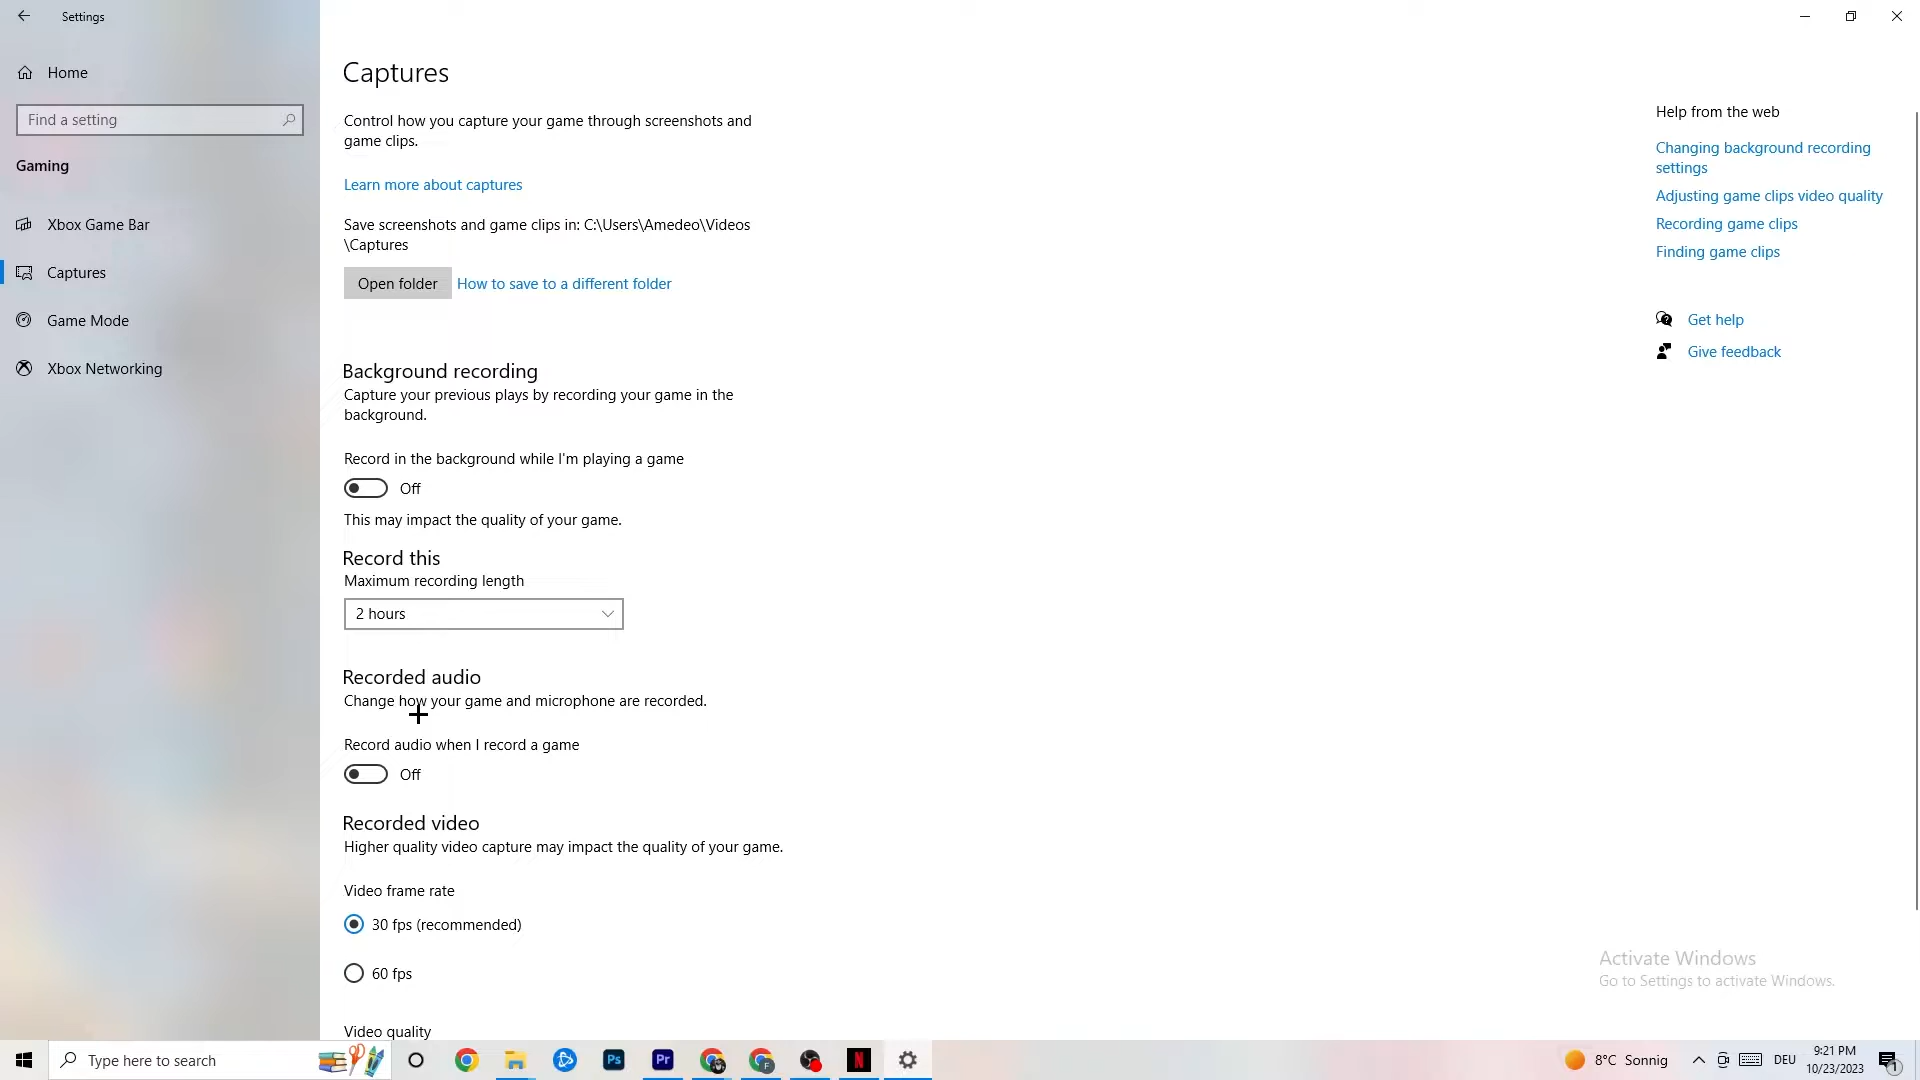 Settings
Home
Find a setting
Gaming
Xbox Game Bar
Captures
Game Mode
Xbox Networking
Captures
Control how you capture your game through screenshots and
game clips.
Learn more about captures
Save screenshots and game clips in: C:\Users\Amedeo\Videos
\Captures
Open folder
How to save to a different folder
Background recording
Capture your previous plays by recording your game in the
background.
Record in the background while I'm playing a game
Off
This may impact the quality of your game.
Record this
Maximum recording length
2 hours
Recorded audio
Change how your game and microphone are recorded.
Record audio when I record a game
Off
Recorded video
Higher quality video capture may impact the quality of your game.
Video frame rate
30 fps (recommended)
60 fps
Video quality
Help from the web
Changing background recording
settings
Adjusting game clips video quality
Recording game clips
Finding game clips
Get help
Give feedback
Activate Windows
Go to Settings to activate Windows.
Type here to search
Ps
Pr
F
N
8°C Sonnig
DEU
9:21 PM
10/23/2023
1